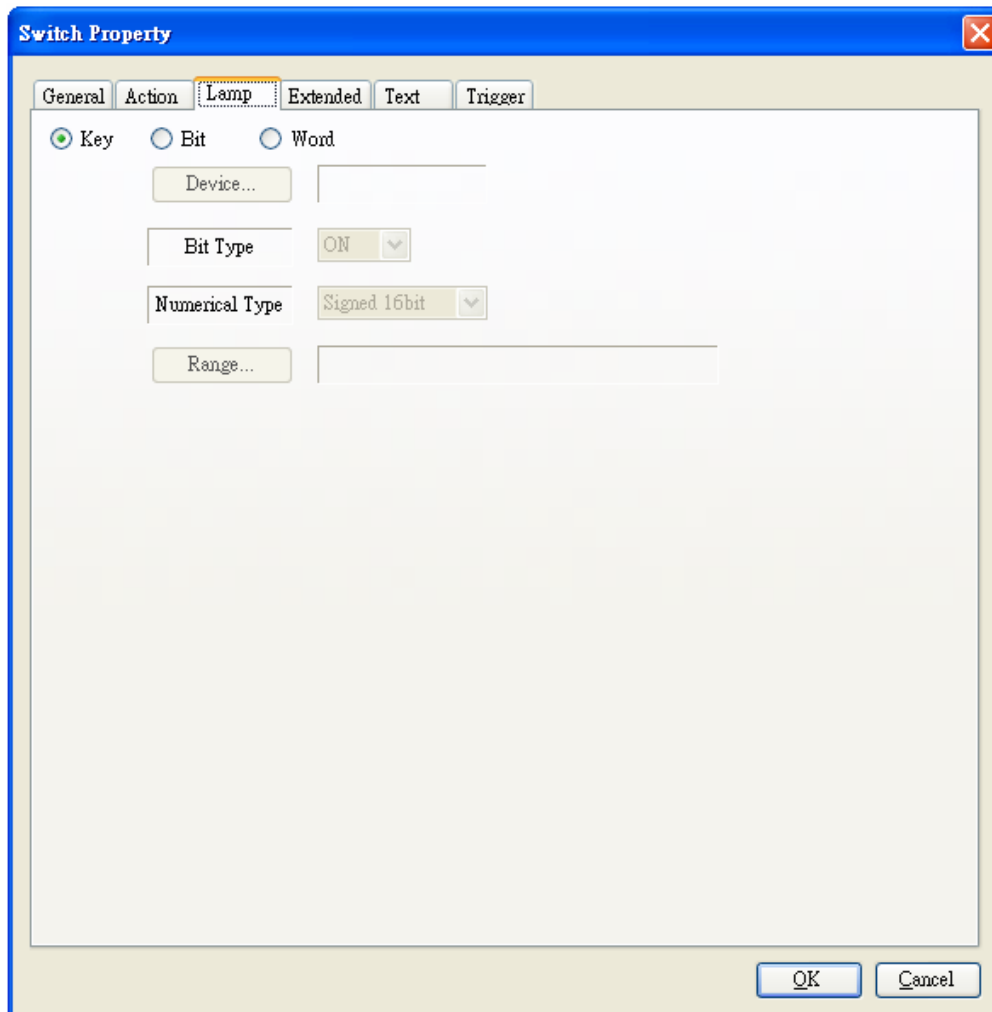 Switch Property
General Action Lamp Extended Text Trigger
Key Bit Word
Device...
Bit Type ON
Numerical Type Signed 16bit
Range...
OK Cancel